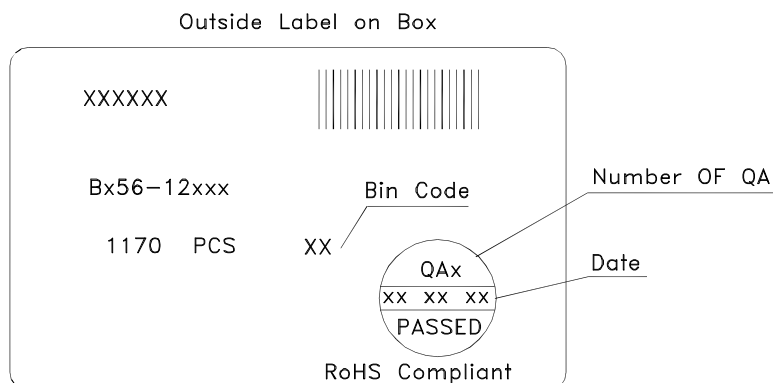 Outside Label on Box
XXXXXX
Bx56-12xxx
Bin Code
Number OF QA
1170 PCS
XX
QAx
Date
xx xx xx
PASSED
RoHS Compliant